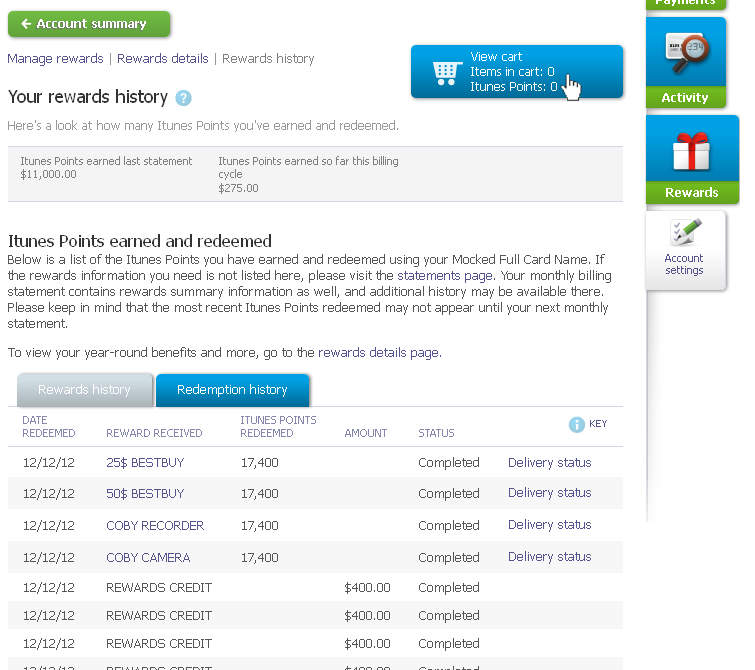 Payments
Account summary
Manage rewards | Rewards details | Rewards history
View cart
Items in cart: 0
Itunes Points: 0
Activity
Your rewards history ?
Here's a look at how many Itunes Points you've earned and redeemed.
Itunes Points earned last statement
$11,000.00
Itunes Points earned so far this billing
cycle
$275.00
Rewards
Account
settings
Itunes Points earned and redeemed
Below is a list of the Itunes Points you have earned and redeemed using your Mocked Full Card Name. If
the rewards information you need is not listed here, please visit the statements page. Your monthly billing
statement contains rewards summary information as well, and additional history may be available there.
Please keep in mind that the most recent Itunes Points redeemed may not appear until your next monthly
statement.
To view your year-round benefits and more, go to the rewards details page.
Rewards history Redemption history
DATE
REDEEMED
REWARD RECEIVED
ITUNES POINTS
REDEEMED
AMOUNT
STATUS
i KEY
12/12/12 25$ BESTBUY 17,400 Completed Delivery status
12/12/12 50$ BESTBUY 17,400 Completed Delivery status
12/12/12 COBY RECORDER 17,400 Completed Delivery status
12/12/12 COBY CAMERA 17,400 Completed Delivery status
12/12/12 REWARDS CREDIT $400.00 Completed
12/12/12 REWARDS CREDIT $400.00 Completed
12/12/12 REWARDS CREDIT $400.00 Completed
12/12/12 REWARDS CREDIT $400.00 Completed